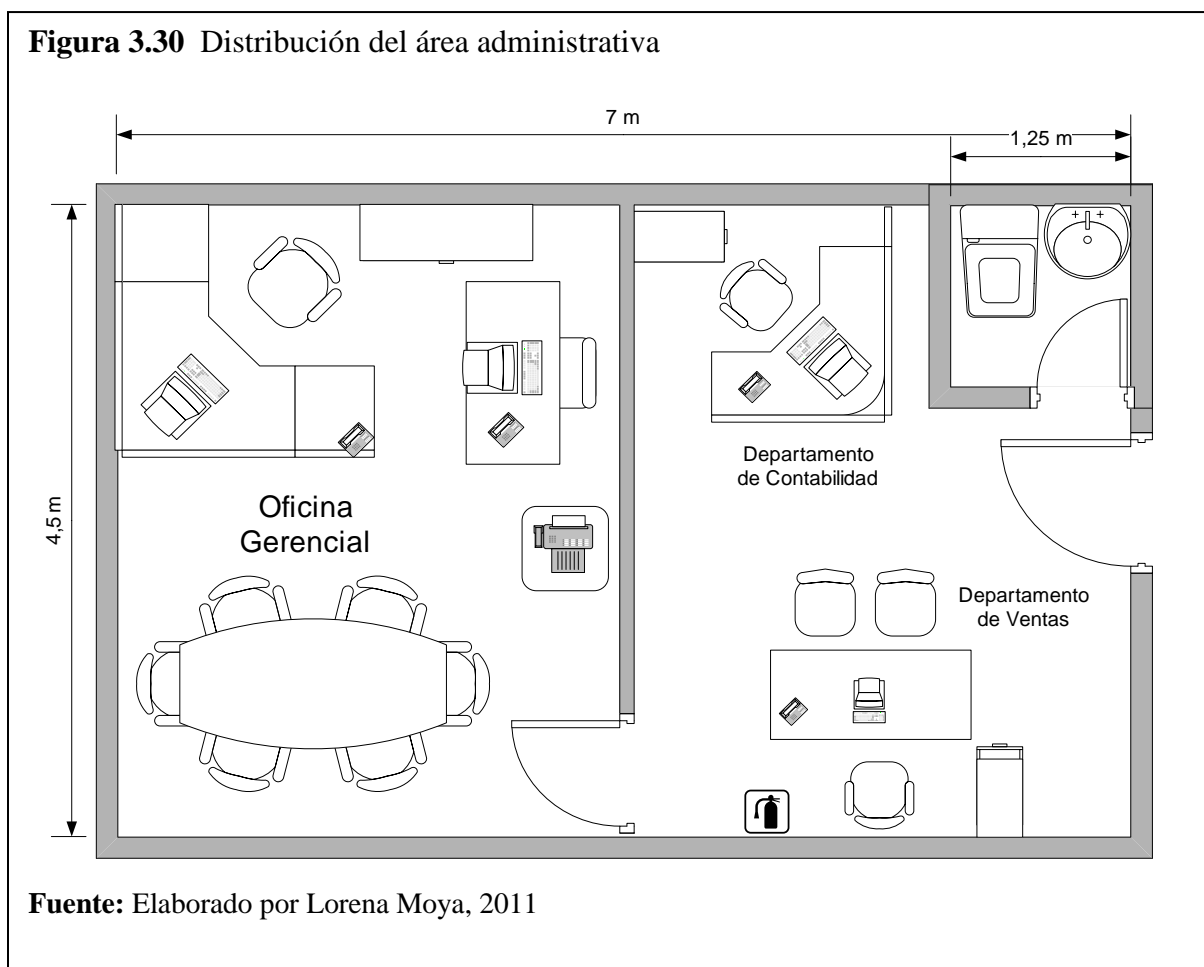 Figura 3.30 Distribución del área administrativa
7 m
1,25 m
4,5 m
Departamento
de Contabilidad
Oficina
Gerencial
Departamento
de Ventas
Fuente: Elaborado por Lorena Moya, 2011